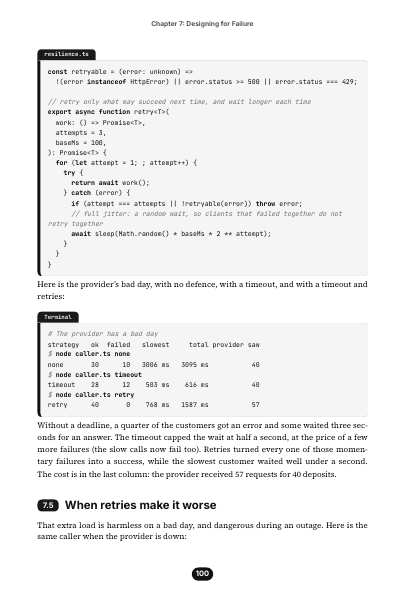 Chapter 7: Designing for Failure
resilience.ts
const retryable = (error: unknown) =>
!(error instanceof HttpError) || error.status >= 500 || error.status === 429;
// retry only what may succeed next time, and wait longer each time
export async function retry<T>(
work: () => Promise<T>,
attempts = 3,
baseMs = 100,
): Promise<T> {
for (let attempt = 1; ; attempt++) {
try {
return await work();
} catch (error) {
if (attempt === attempts || !retryable(error)) throw error;
// full jitter: a random wait, so clients that failed together do not
retry together
await sleep(Math.random() * baseMs * 2 ** attempt);
}
}
}
Here is the provider's bad day, with no defence, with a timeout, and with a timeout and
retries:
Terminal
# The provider has a bad day
strategy ok failed slowest total provider saw
$ node caller.ts none
none 30 10 3006 ms 3095 ms 40
$ node caller.ts timeout
timeout 28 12 503 ms 616 ms 40
$ node caller.ts retry
retry 40 0 768 ms 1587 ms 57
Without a deadline, a quarter of the customers got an error and some waited three sec-
onds for an answer. The timeout capped the wait at half a second, at the price of a few
more failures (the slow calls now fail too). Retries turned every one of those momen-
tary failures into a success, while the slowest customer waited well under a second.
The cost is in the last column: the provider received 57 requests for 40 deposits.
7.5 When retries make it worse
That extra load is harmless on a bad day, and dangerous during an outage. Here is the
same caller when the provider is down:
100